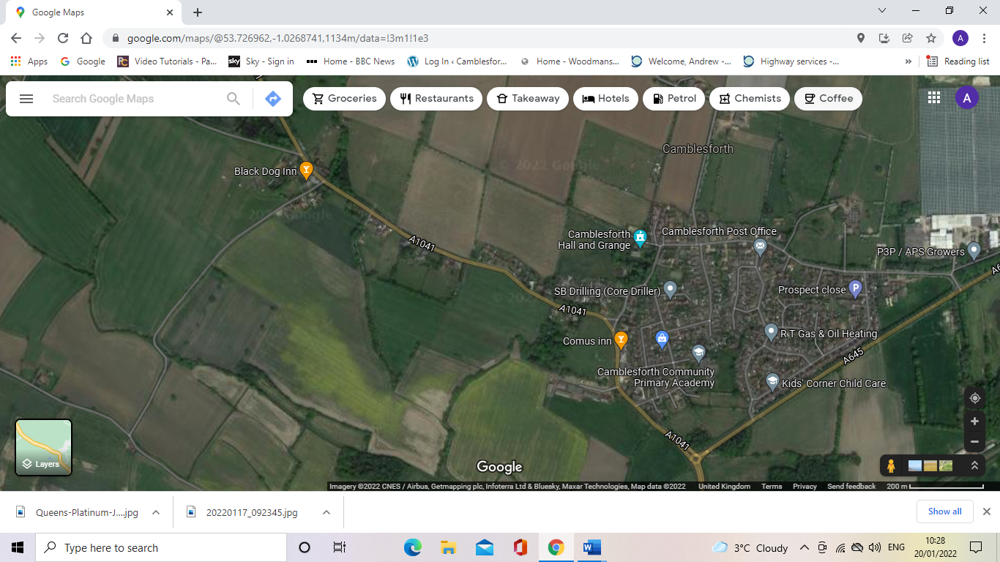 Google Maps
google.com/maps/@53.726962,-1.0268741,1134m/data=!3m1!1e3
A
Apps
Google
Video Tutorials - Pa...
sky
Sky - Sign in
Home - BBC News
Log In ‹ Camblesfor...
Home - Woodmans...
Welcome, Andrew -...
Highway services -...
»
Reading list
Search Google Maps
Groceries
Restaurants
Takeaway
Hotels
Petrol
Chemists
Coffee
A
Camblesforth
© 2022 Google
Black Dog Inn
Google
A1041
Camblesforth
Hall and Grange
Camblesforth Post Office
P3P / APS Growers
SB Drilling (Core Driller)
Prospect close
P
A1041
Comus inn
R T Gas & Oil Heating
A645
Camblesforth Community
Primary Academy
Kids' Corner Child Care
A1041
Layers
Google
Imagery ©2022 CNES / Airbus, Getmapping plc, Infoterra Ltd & Bluesky, Maxar Technologies, Map data ©2022
United Kingdom
Terms
Privacy
Send feedback
200 m
Queens-Platinum-J....jpg
20220117_092345.jpg
Show all
Type here to search
3°C Cloudy
ENG
10:28
20/01/2022